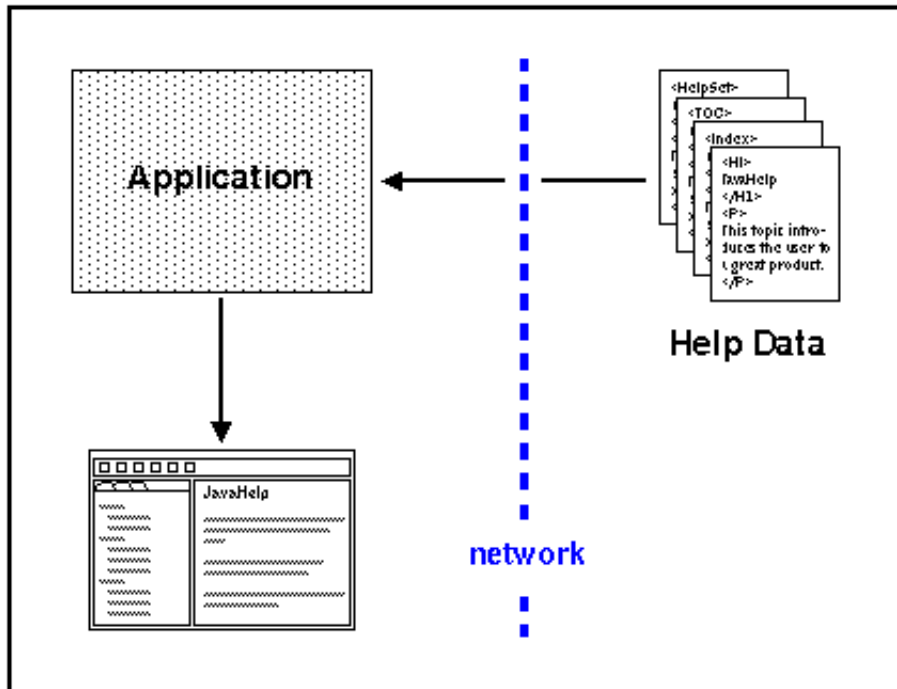 Application
<HelpSet>
<TOC>
<Index>
<H1>
JavaHelp
</H1>
<P>
This topic intro-
duces the user to
a great product.
</P>
Help Data
JavaHelp
network